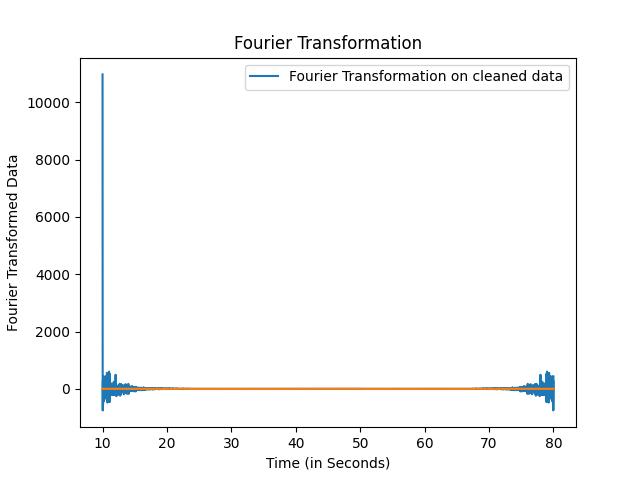 Fourier Transformation
Fourier Transformation on cleaned data
10000
8000
6000
4000
2000
0
Fourier Transformed Data
10 20 30 40 50 60 70 80
Time (in Seconds)